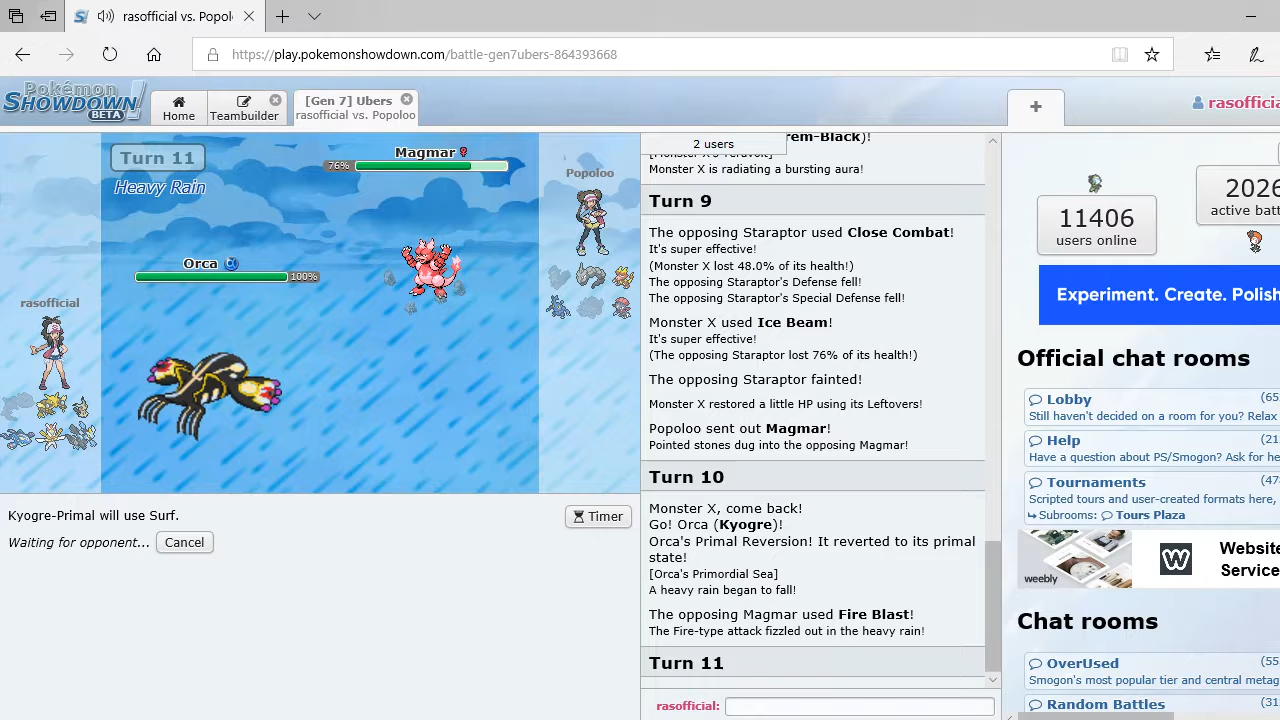 rasofficial vs. Popol
https://play.pokemonshowdown.com/battle-gen7ubers-864393668
Pokémon
SHOWDOWN!
BETA
Home
Teambuilder
[Gen 7] Ubers
rasofficial vs. Popoloo
+
rasofficia
Turn 11
Heavy Rain
Magmar
76%
Orca
100%
rasofficial
Popoloo
2 users
rem-Black)!
Monster X is radiating a bursting aura!
Turn 9
The opposing Staraptor used Close Combat!
It's super effective!
(Monster X lost 48.0% of its health!)
The opposing Staraptor's Defense fell!
The opposing Staraptor's Special Defense fell!
Monster X used Ice Beam!
It's super effective!
(The opposing Staraptor lost 76% of its health!)
The opposing Staraptor fainted!
Monster X restored a little HP using its Leftovers!
Popoloo sent out Magmar!
Pointed stones dug into the opposing Magmar!
Turn 10
Monster X, come back!
Go! Orca (Kyogre)!
Orca's Primal Reversion! It reverted to its primal
state!
[Orca's Primordial Sea]
A heavy rain began to fall!
The opposing Magmar used Fire Blast!
The Fire-type attack fizzled out in the heavy rain!
Turn 11
rasofficial:
Kyogre-Primal will use Surf.
Timer
Waiting for opponent...
Cancel
11406
users online
2026
active batt
Experiment. Create. Polish
Official chat rooms
Lobby
(65
Still haven't decided on a room for you? Relax
Help
(21
Have a question about PS/Smogon? Ask for he
Tournaments
(47
Scripted tours and user-created formats here,
Subrooms: Tours Plaza
weebly
W
Website
Service
Chat rooms
OverUsed
(55
Smogon's most popular tier and central metag
Random Battles
(31